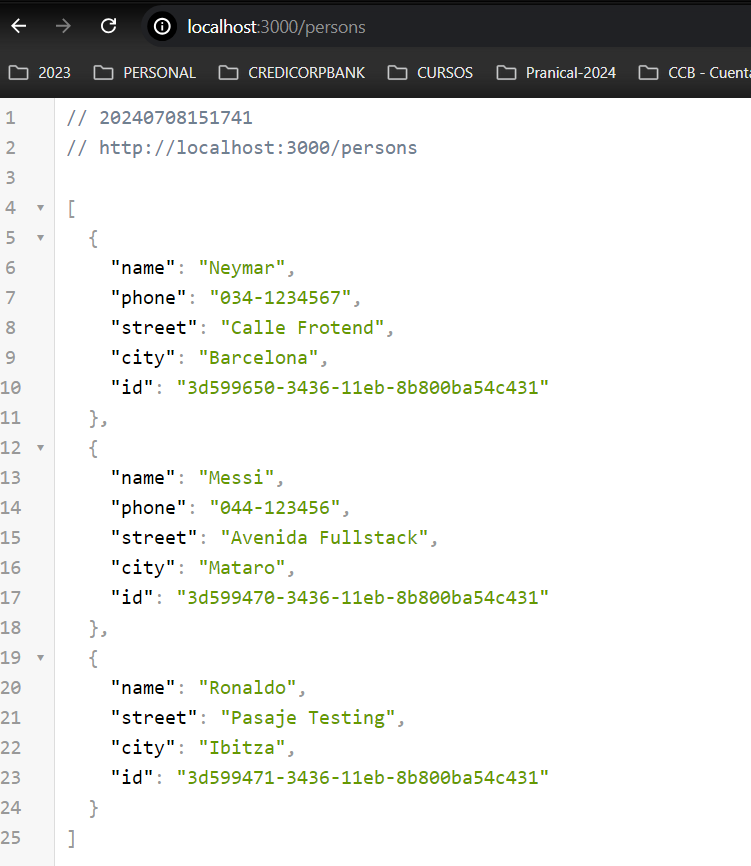 localhost:3000/persons
2023 PERSONAL CREDICORPBANK CURSOS Pranical-2024 CCB - Cuenta
1 // 20240708151741
2 // http://localhost:3000/persons
3
4 [
5 {
6 "name": "Neymar",
7 "phone": "034-1234567",
8 "street": "Calle Frotend",
9 "city": "Barcelona",
10 "id": "3d599650-3436-11eb-8b800ba54c431"
11 },
12 {
13 "name": "Messi",
14 "phone": "044-123456",
15 "street": "Avenida Fullstack",
16 "city": "Mataro",
17 "id": "3d599470-3436-11eb-8b800ba54c431"
18 },
19 {
20 "name": "Ronaldo",
21 "street": "Pasaje Testing",
22 "city": "Ibitza",
23 "id": "3d599471-3436-11eb-8b800ba54c431"
24 }
25 ]